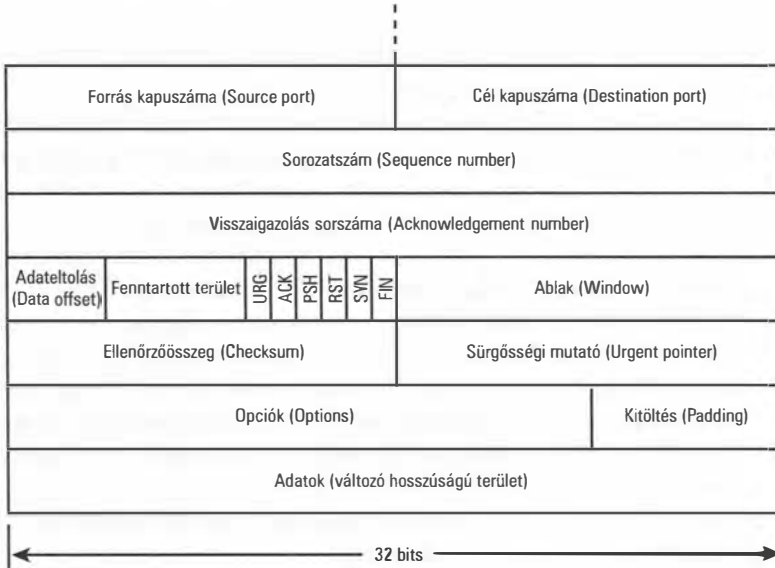 Forrás kapuszáma (Source port)
Cél kapuszáma (Destination port)
Sorozatszám (Sequence number)
Visszaigazolás sorszáma (Acknowledgement number)
Adateltolás
(Data offset)
Fenntartott terület
URG
ACK
PSH
RST
SYN
FIN
Ablak (Window)
Ellenőrzőösszeg (Checksum)
Sürgősségi mutató (Urgent pointer)
Opciók (Options)
Kitöltés (Padding)
Adatok (változó hosszúságú terület)
32 bits